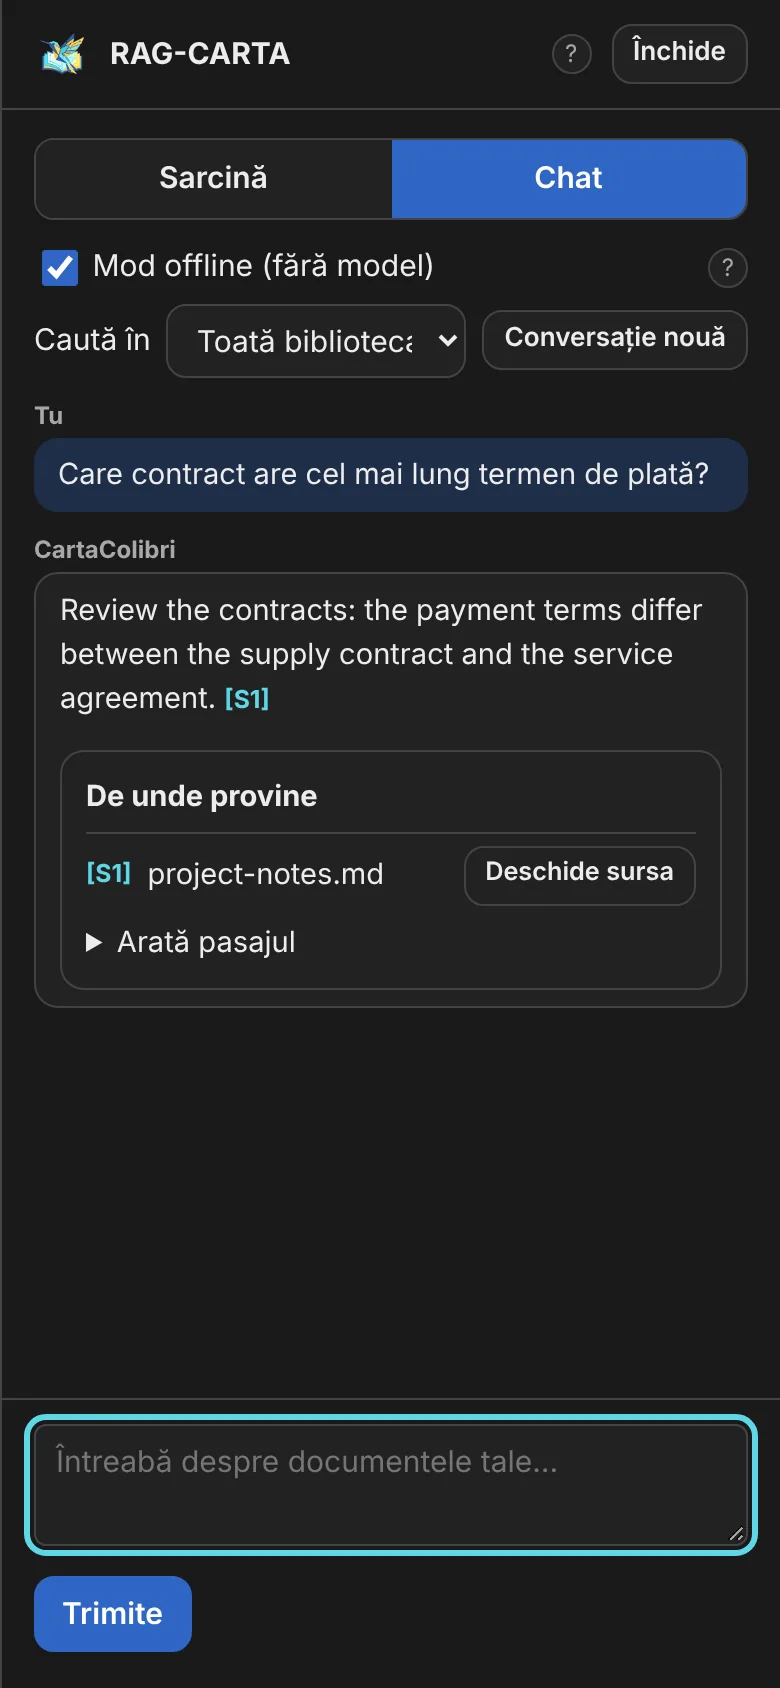 RAG-CARTA
?
Închide
Sarcină
Chat
Mod offline (fără model)
?
Caută în
Toată biblioteca
Conversație nouă
Tu
Care contract are cel mai lung termen de plată?
CartaColibri
Review the contracts: the payment terms differ
between the supply contract and the service
agreement. [S1]
De unde provine
[S1] project-notes.md
Deschide sursa
Arată pasajul
Întreabă despre documentele tale...
Trimite